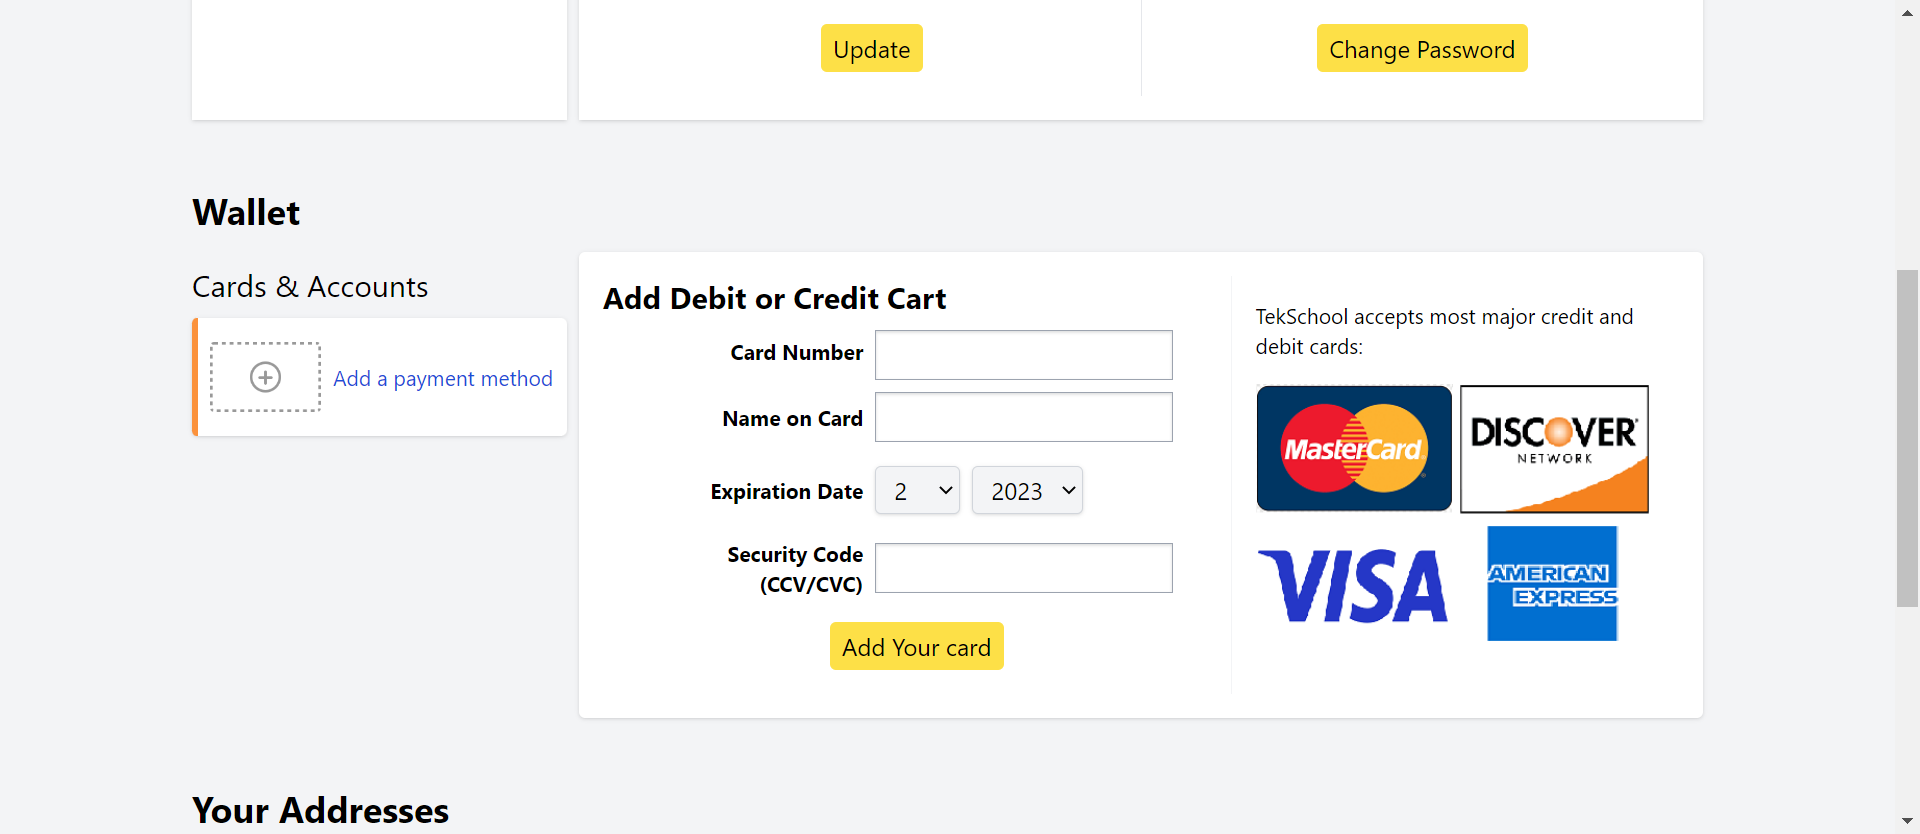 Update
Change Password
Wallet
Cards & Accounts
Add a payment method
Add Debit or Credit Cart
Card Number
Name on Card
Expiration Date
2
2023
Security Code
(CCV/CVC)
Add Your card
TekSchool accepts most major credit and
debit cards:
MasterCard
DISCOVER
NETWORK
VISA
AMERICAN
EXPRESS
Your Addresses